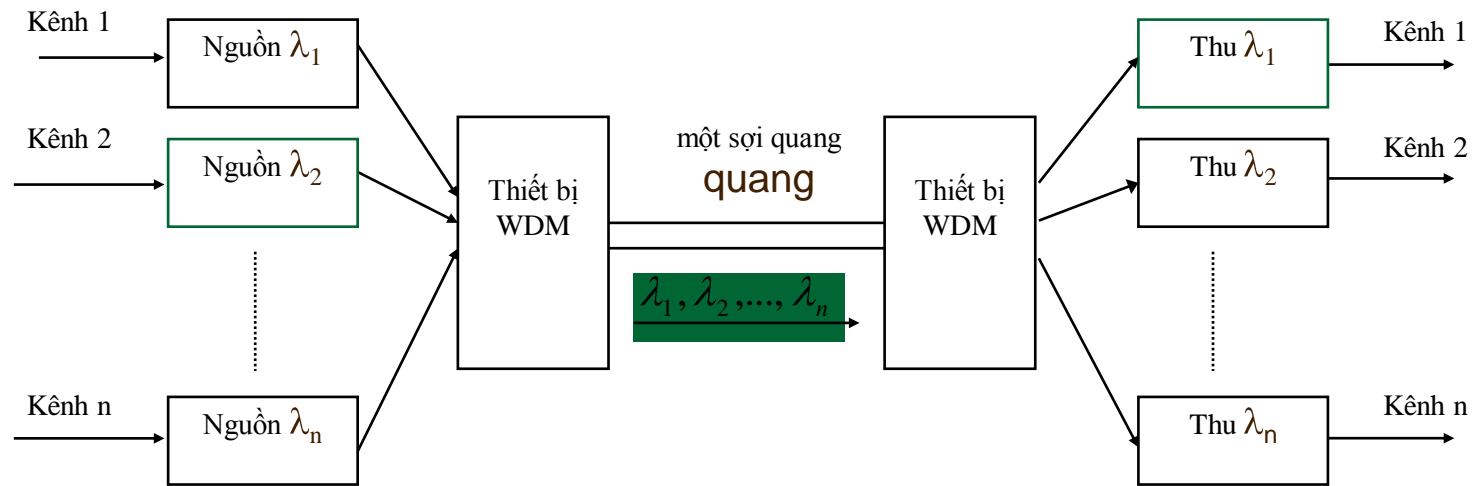 Kênh 1
Nguồn λ₁
Kênh 2
Nguồn λ₂
Kênh n
Nguồn λₙ
Thiết bị
WDM
một sợi quang
quang
λ₁, λ₂,..., λₙ
Thiết bị
WDM
Thu λ₁
Kênh 1
Thu λ₂
Kênh 2
Thu λₙ
Kênh n